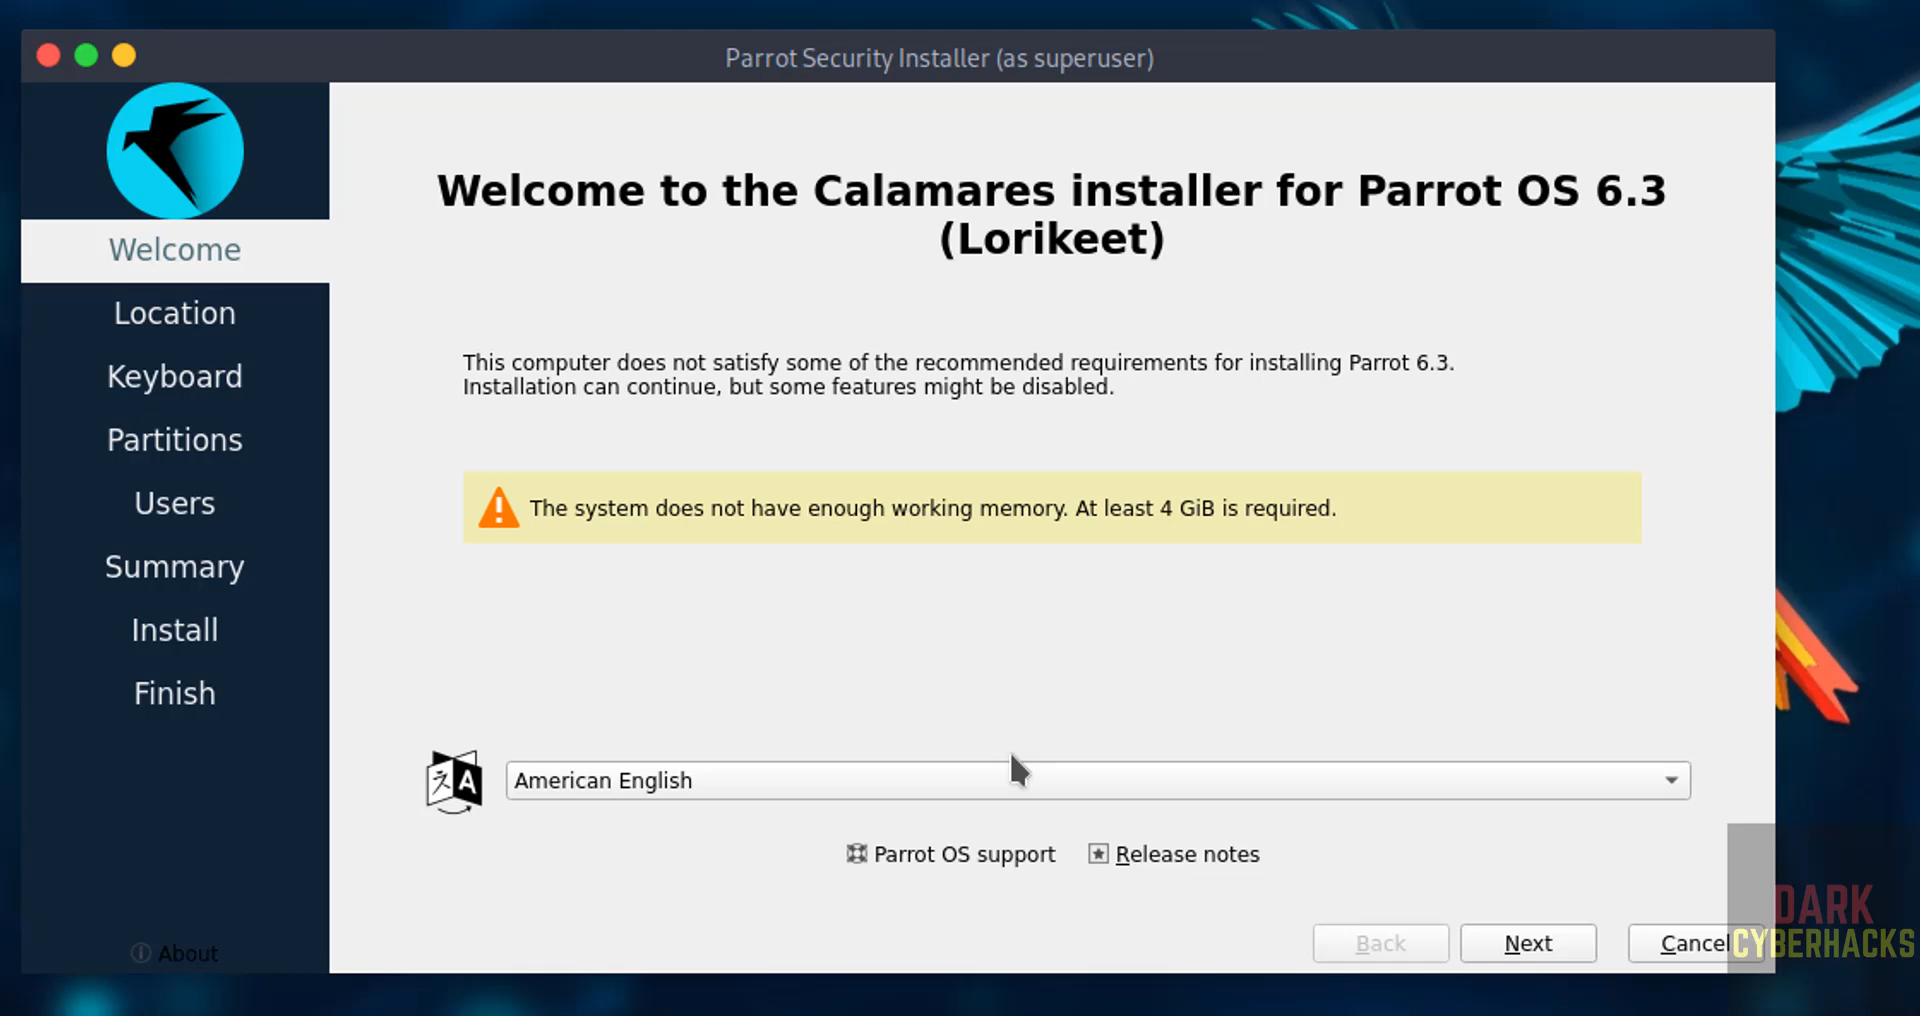 Parrot Security Installer (as superuser)
Welcome
Location
Keyboard
Partitions
Users
Summary
Install
Finish
About
Welcome to the Calamares installer for Parrot OS 6.3
(Lorikeet)
This computer does not satisfy some of the recommended requirements for installing Parrot 6.3.
Installation can continue, but some features might be disabled.
The system does not have enough working memory. At least 4 GiB is required.
American English
Parrot OS support
Release notes
Back
Next
Cancel
DARK
CYBERHACKS